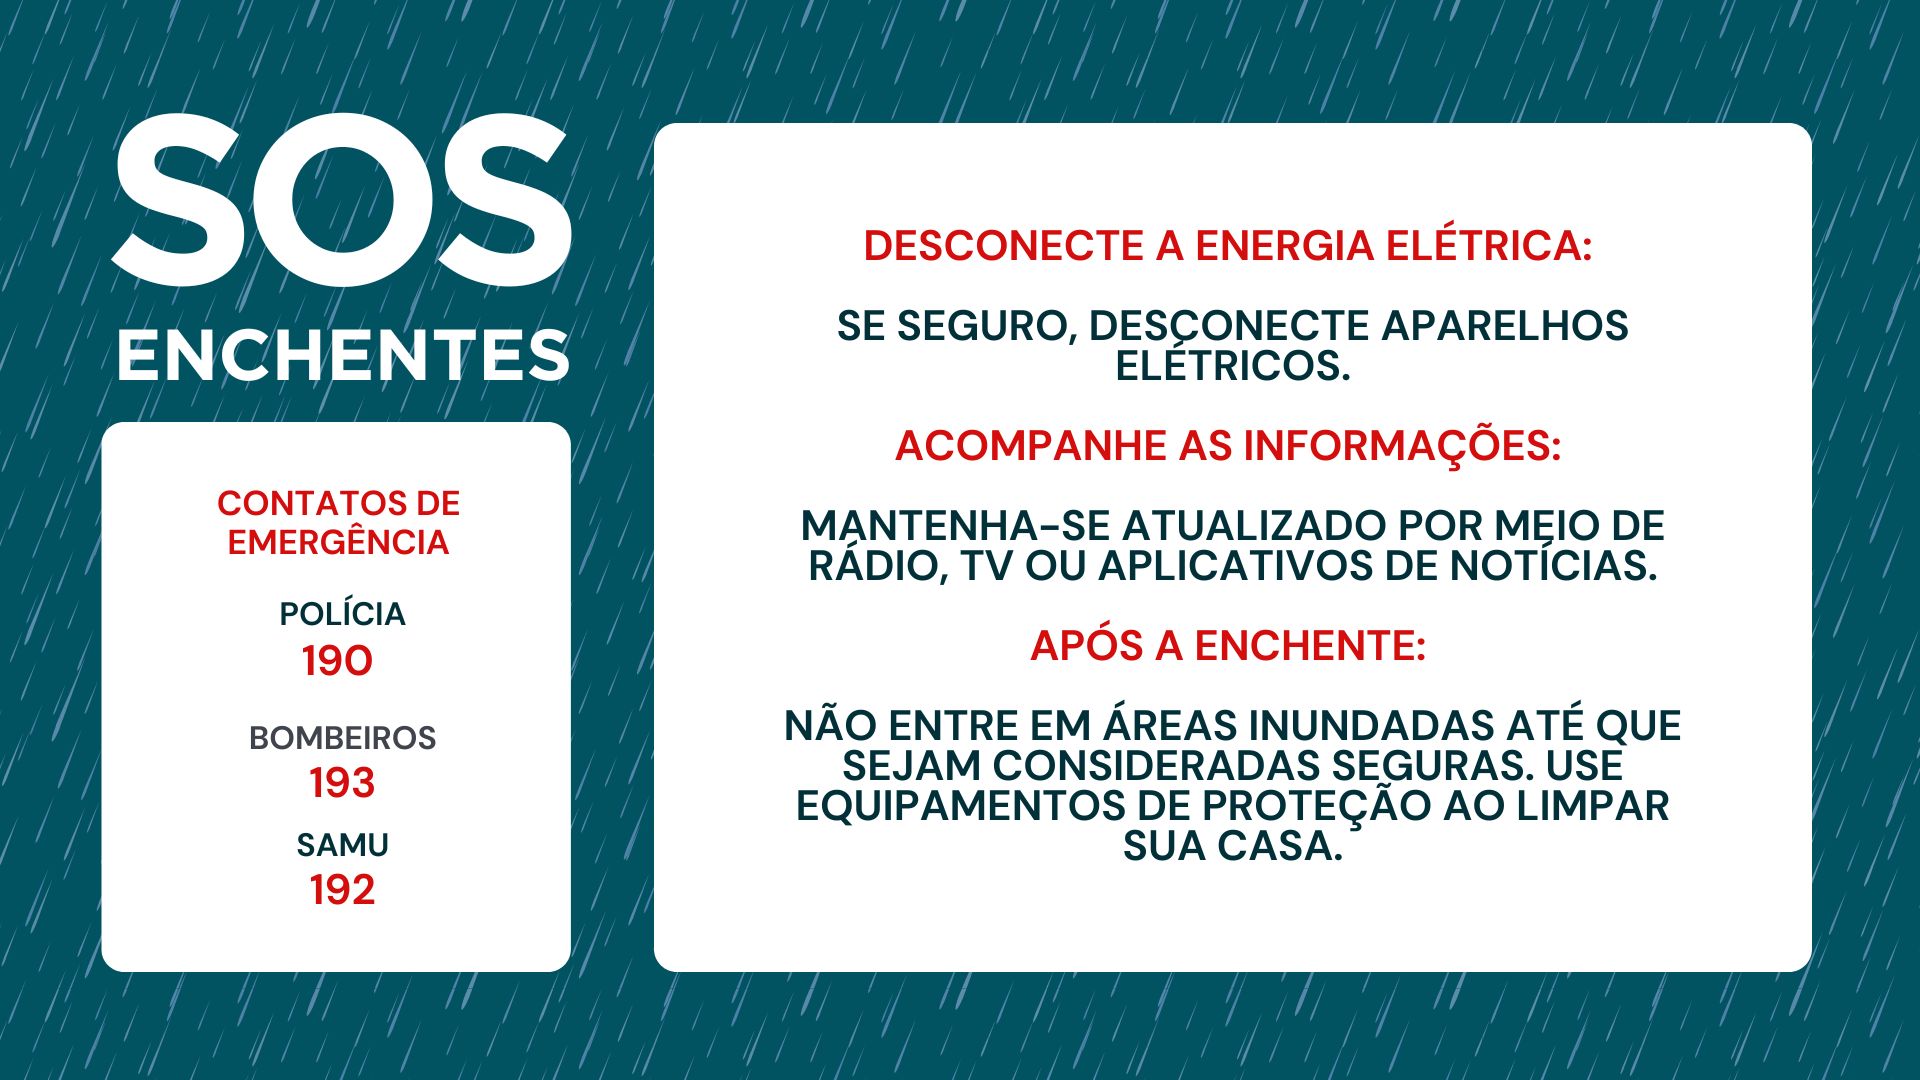 SOS
ENCHENTES
CONTATOS DE
EMERGÊNCIA
POLÍCIA
190
BOMBEIROS
193
SAMU
192
DESCONECTE A ENERGIA ELÉTRICA:
SE SEGURO, DESCONECTE APARELHOS
ELÉTRICOS.
ACOMPANHE AS INFORMAÇÕES:
MANTENHA-SE ATUALIZADO POR MEIO DE
RÁDIO, TV OU APLICATIVOS DE NOTÍCIAS.
APÓS A ENCHENTE:
NÃO ENTRE EM ÁREAS INUNDADAS ATÉ QUE
SEJAM CONSIDERADAS SEGURAS. USE
EQUIPAMENTOS DE PROTEÇÃO AO LIMPAR
SUA CASA.